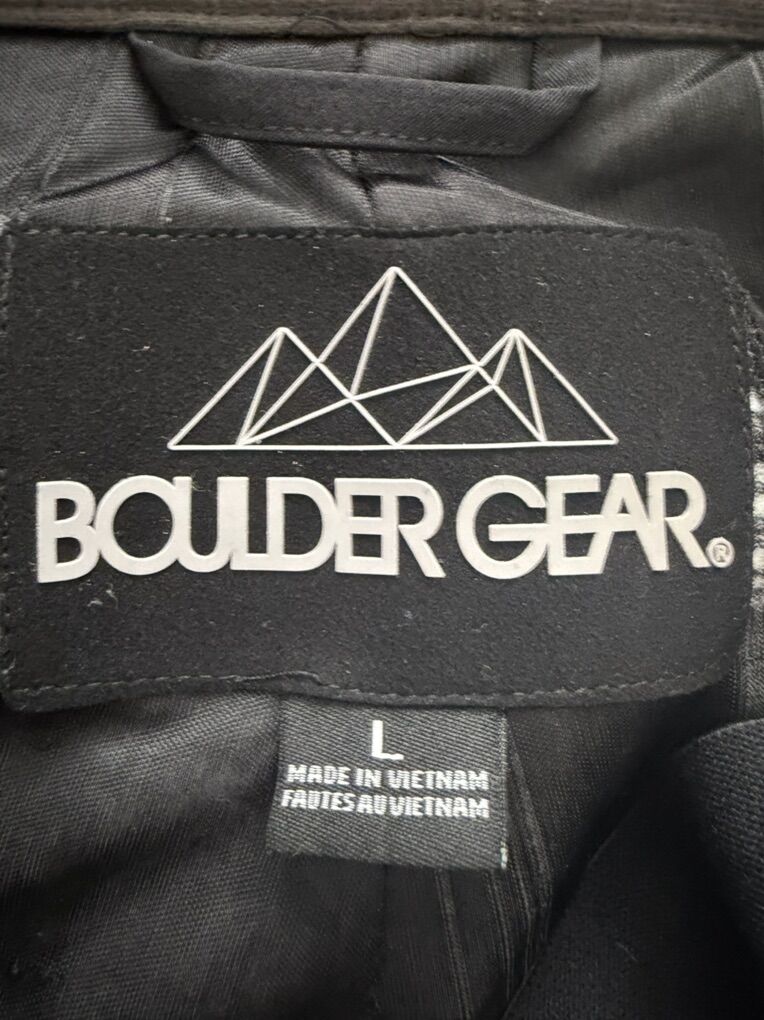 BOULDER GEAR®
L
MADE IN VIETNAM
FAUTES AU VIETNAM